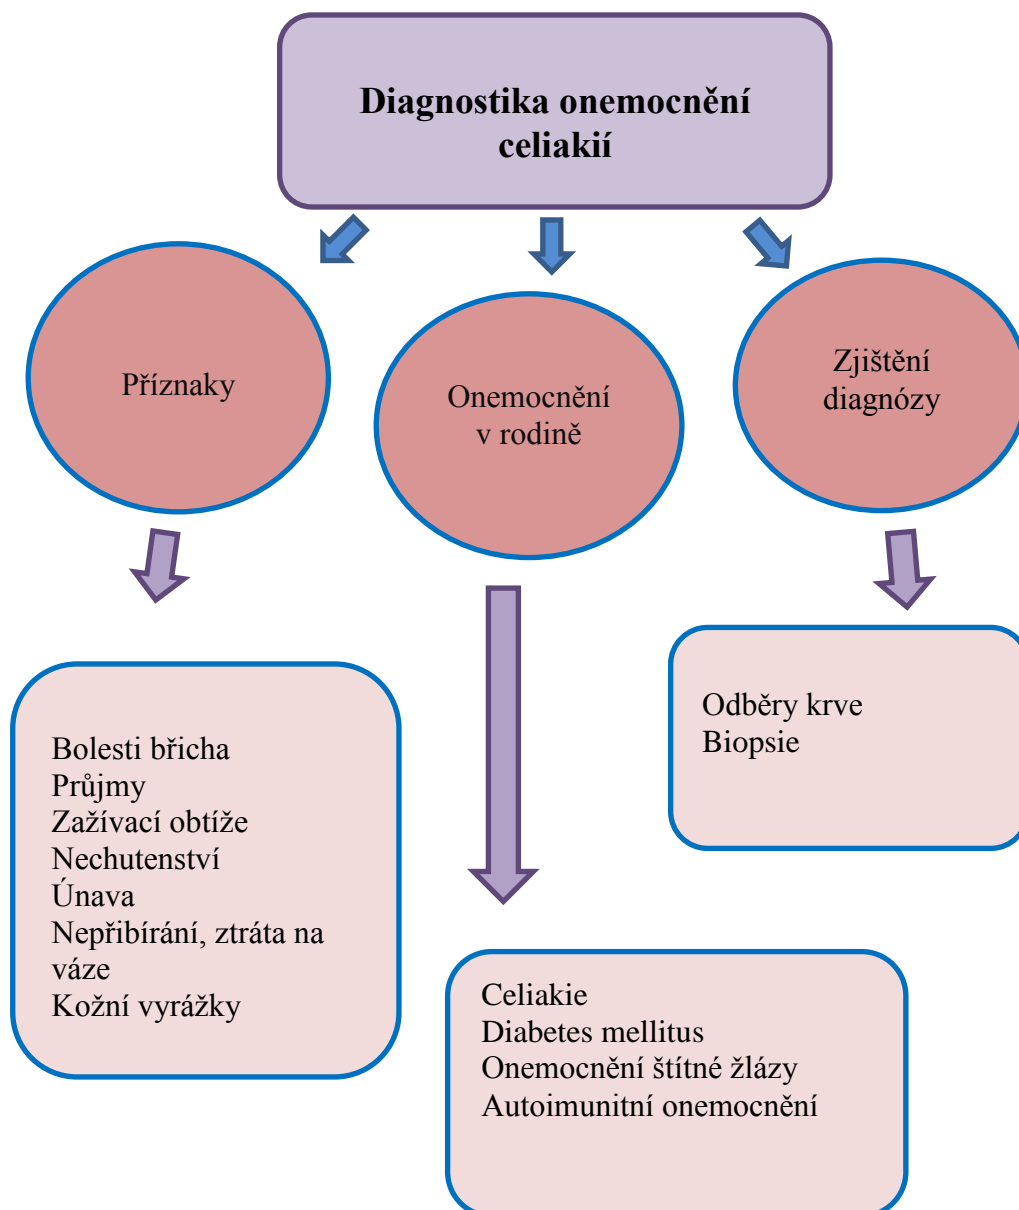 Diagnostika onemocnění
celiakií
Příznaky
Onemocnění
v rodině
Zjištění
diagnózy
Bolesti břicha
Průjmy
Zažívací obtíže
Nechutenství
Únava
Nepřibírání, ztráta na
váze
Kožní vyrážky
Odběry krve
Biopsie
Celiakie
Diabetes mellitus
Onemocnění štítné žlázy
Autoimunitní onemocnění